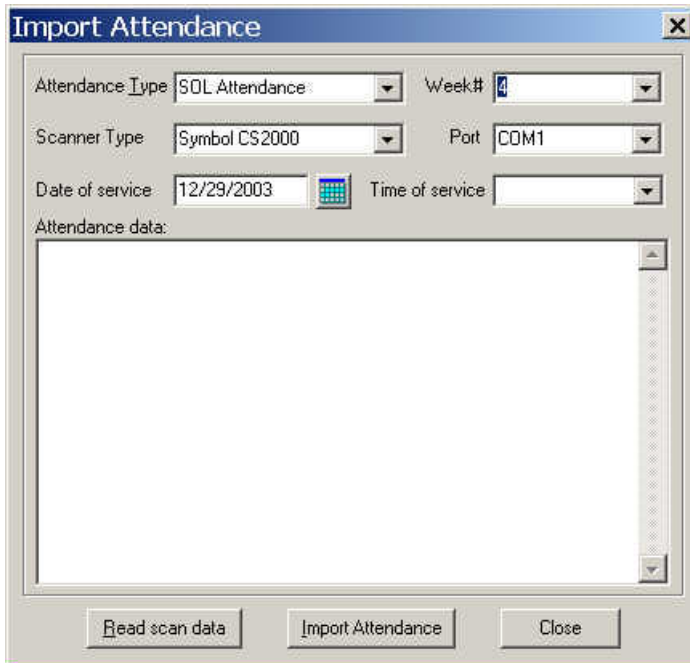 Import Attendance
Attendance Type SOL Attendance Week# 4
Scanner Type Symbol CS2000 Port COM1
Date of service 12/29/2003 Time of service
Attendance data:
Read scan data Import Attendance Close